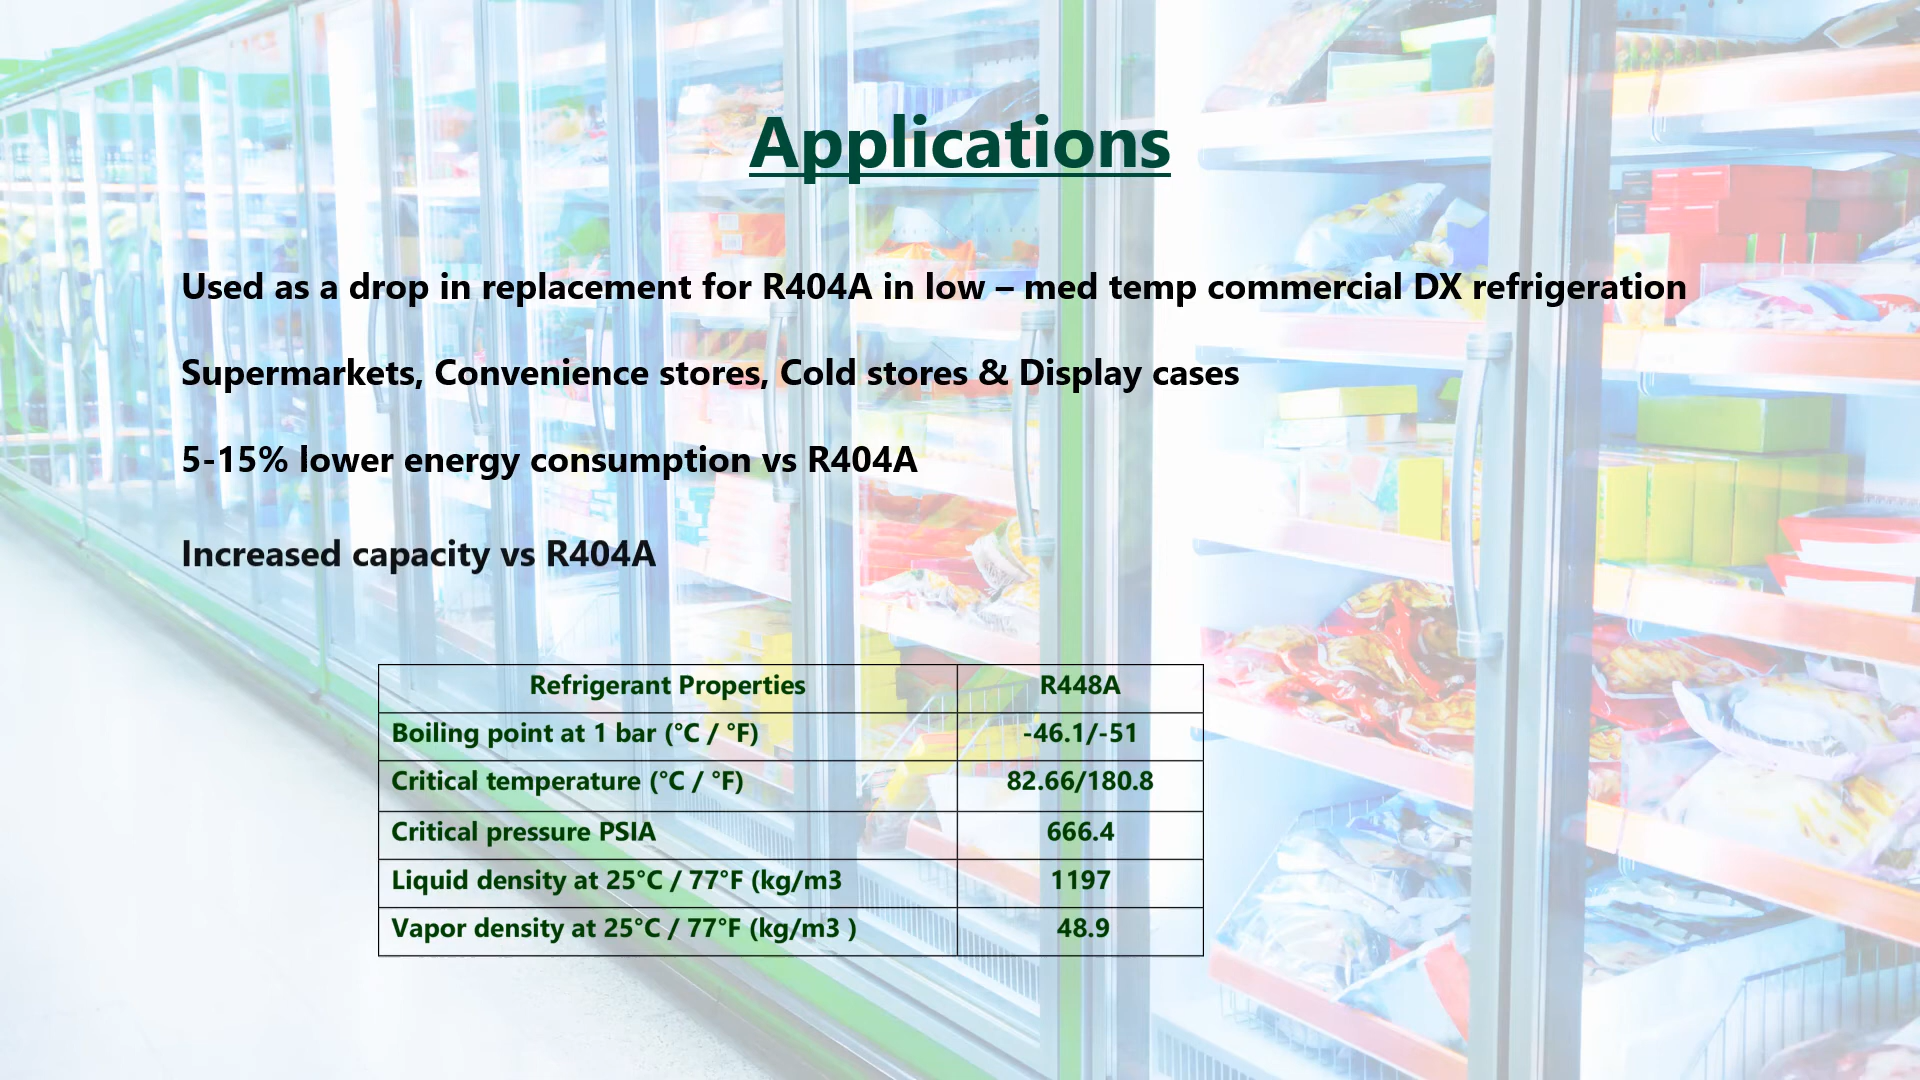 Applications
Used as a drop in replacement for R404A in low – med temp commercial DX refrigeration
Supermarkets, Convenience stores, Cold stores & Display cases
5-15% lower energy consumption vs R404A
Increased capacity vs R404A
Refrigerant Properties R448A
Boiling point at 1 bar (°C / °F) -46.1/-51
Critical temperature (°C / °F) 82.66/180.8
Critical pressure PSIA 666.4
Liquid density at 25°C / 77°F (kg/m3 1197
Vapor density at 25°C / 77°F (kg/m3 ) 48.9